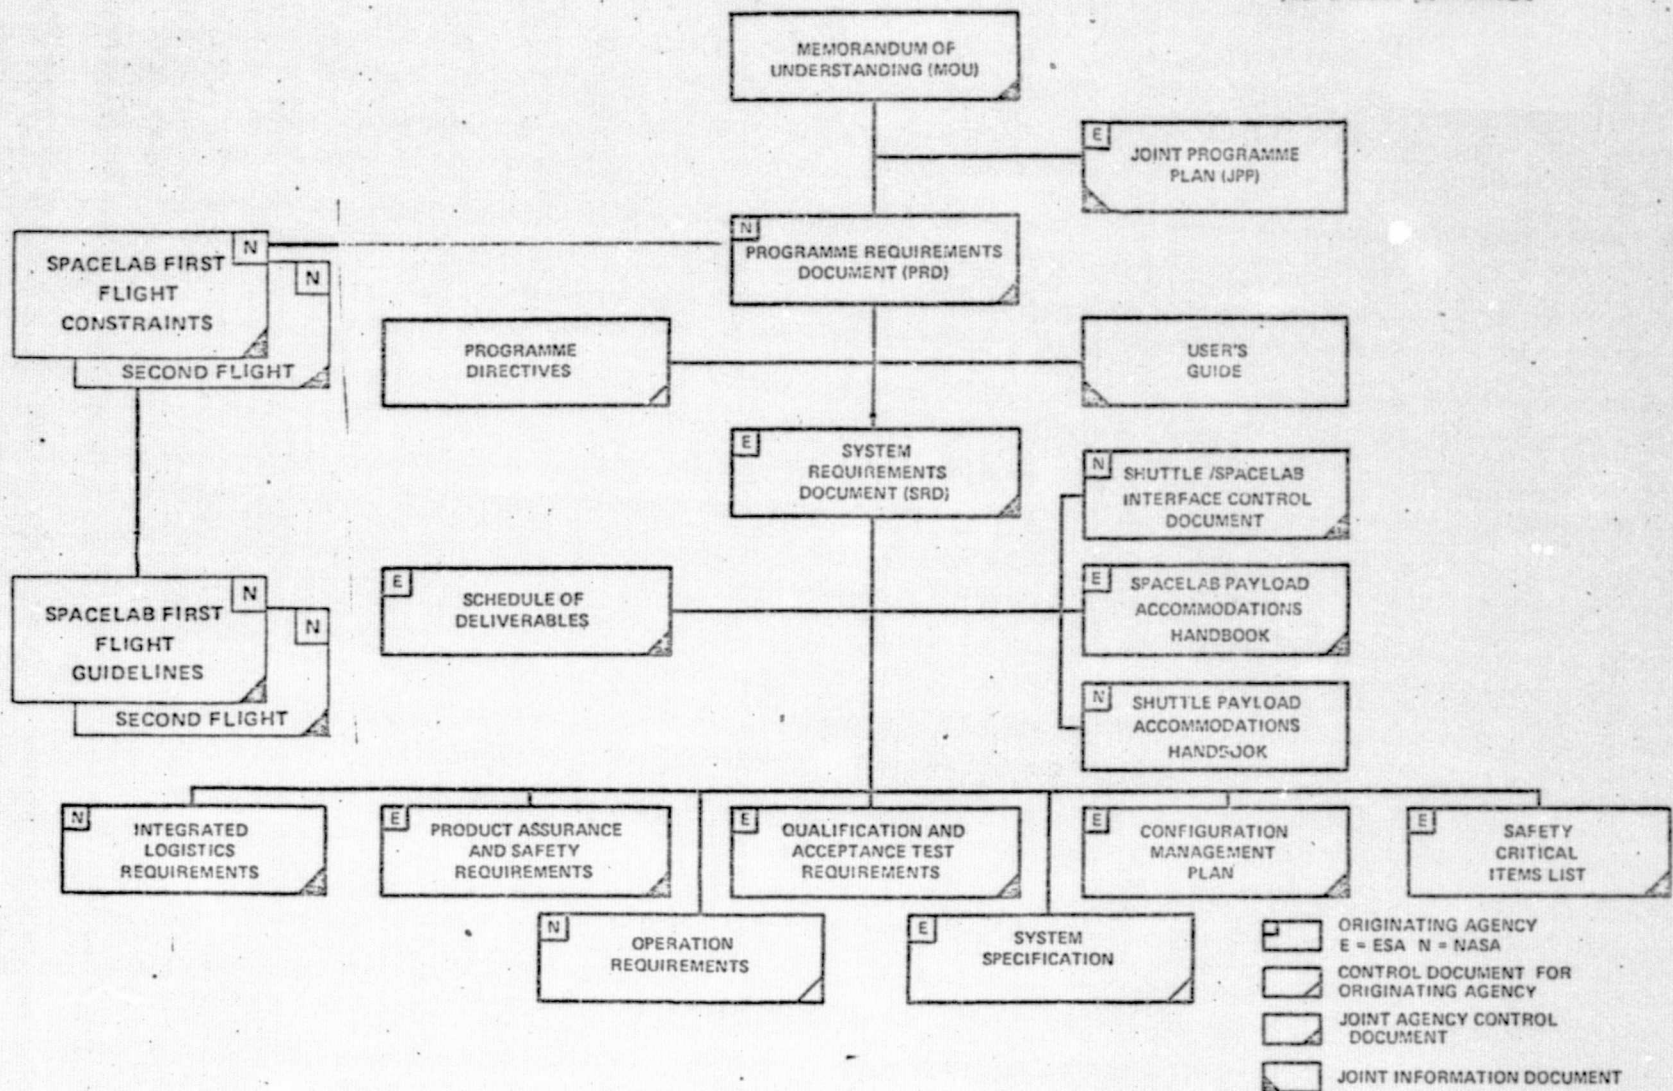 MEMORANDUM OF
UNDERSTANDING (MOU)
E
JOINT PROGRAMME
PLAN (JPP)
N
PROGRAMME REQUIREMENTS
DOCUMENT (PRD)
N
SPACELAB FIRST
FLIGHT
CONSTRAINTS
N
SECOND FLIGHT
PROGRAMME
DIRECTIVES
USER'S
GUIDE
E
SYSTEM
REQUIREMENTS
DOCUMENT (SRD)
N
SHUTTLE /SPACELAB
INTERFACE CONTROL
DOCUMENT
N
SPACELAB FIRST
FLIGHT
GUIDELINES
N
SECOND FLIGHT
E
SCHEDULE OF
DELIVERABLES
E
SPACELAB PAYLOAD
ACCOMMODATIONS
HANDBOOK
N
SHUTTLE PAYLOAD
ACCOMMODATIONS
HANDBOOK
N
INTEGRATED
LOGISTICS
REQUIREMENTS
E
PRODUCT ASSURANCE
AND SAFETY
REQUIREMENTS
E
QUALIFICATION AND
ACCEPTANCE TEST
REQUIREMENTS
E
CONFIGURATION
MANAGEMENT
PLAN
E
SAFETY
CRITICAL
ITEMS LIST
N
OPERATION
REQUIREMENTS
E
SYSTEM
SPECIFICATION
ORIGINATING AGENCY
E = ESA N = NASA
CONTROL DOCUMENT FOR
ORIGINATING AGENCY
JOINT AGENCY CONTROL
DOCUMENT
JOINT INFORMATION DOCUMENT